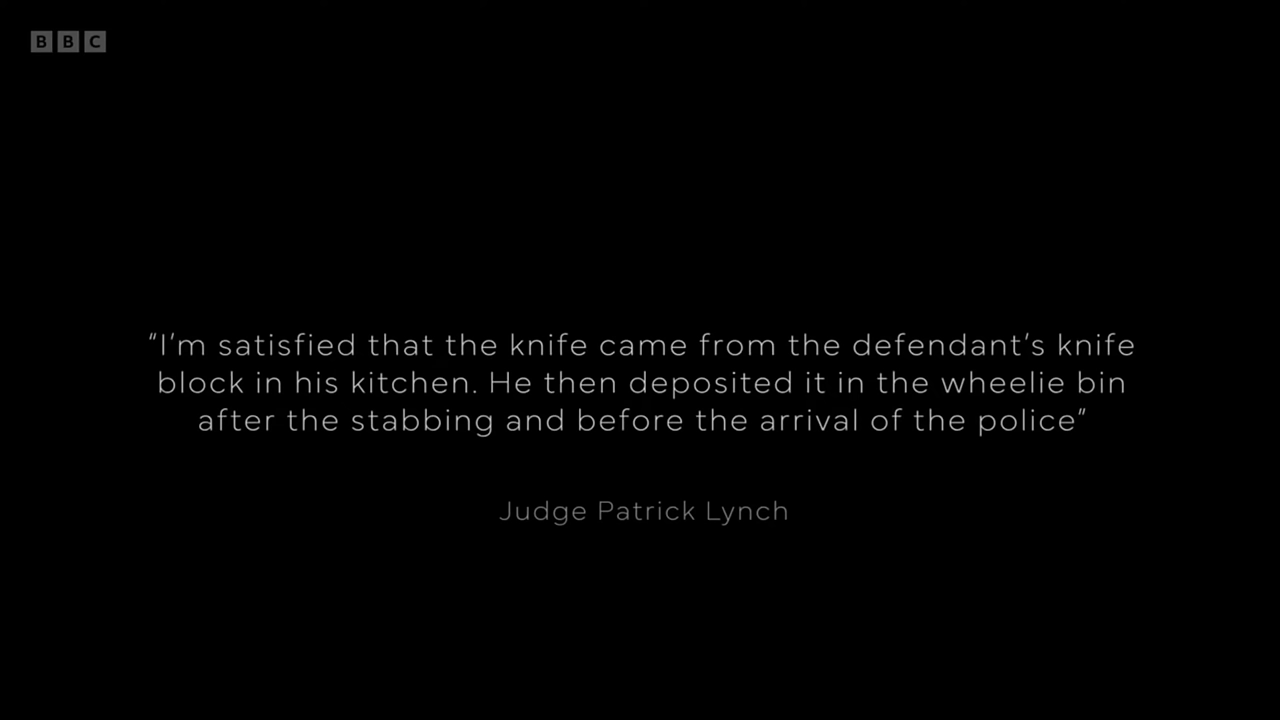 BBC
“I’m satisfied that the knife came from the defendant’s knife
block in his kitchen. He then deposited it in the wheelie bin
after the stabbing and before the arrival of the police”
Judge Patrick Lynch